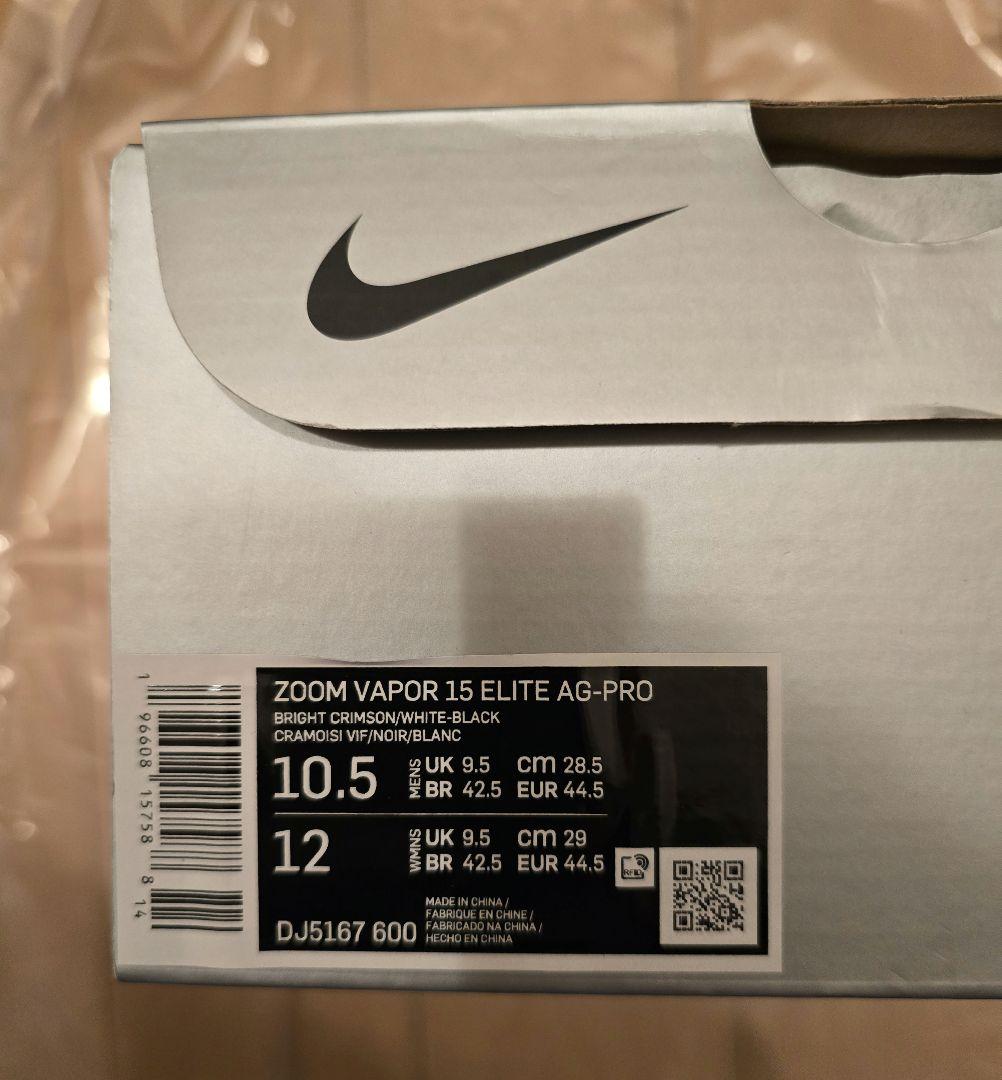 ZOOM VAPOR 15 ELITE AG-PRO
BRIGHT CRIMSON/WHITE-BLACK
CRAMOISI VIF/NOIR/BLANC
10.5 MENS UK 9.5 cm 28.5
BR 42.5 EUR 44.5
12 WMNS UK 9.5 cm 29
BR 42.5 EUR 44.5
RFID
DJ5167 600
MADE IN CHINA /
FABRIQUE EN CHINE /
FABRICADO NA CHINA /
HECHO EN CHINA
1 96608 15758 8 14